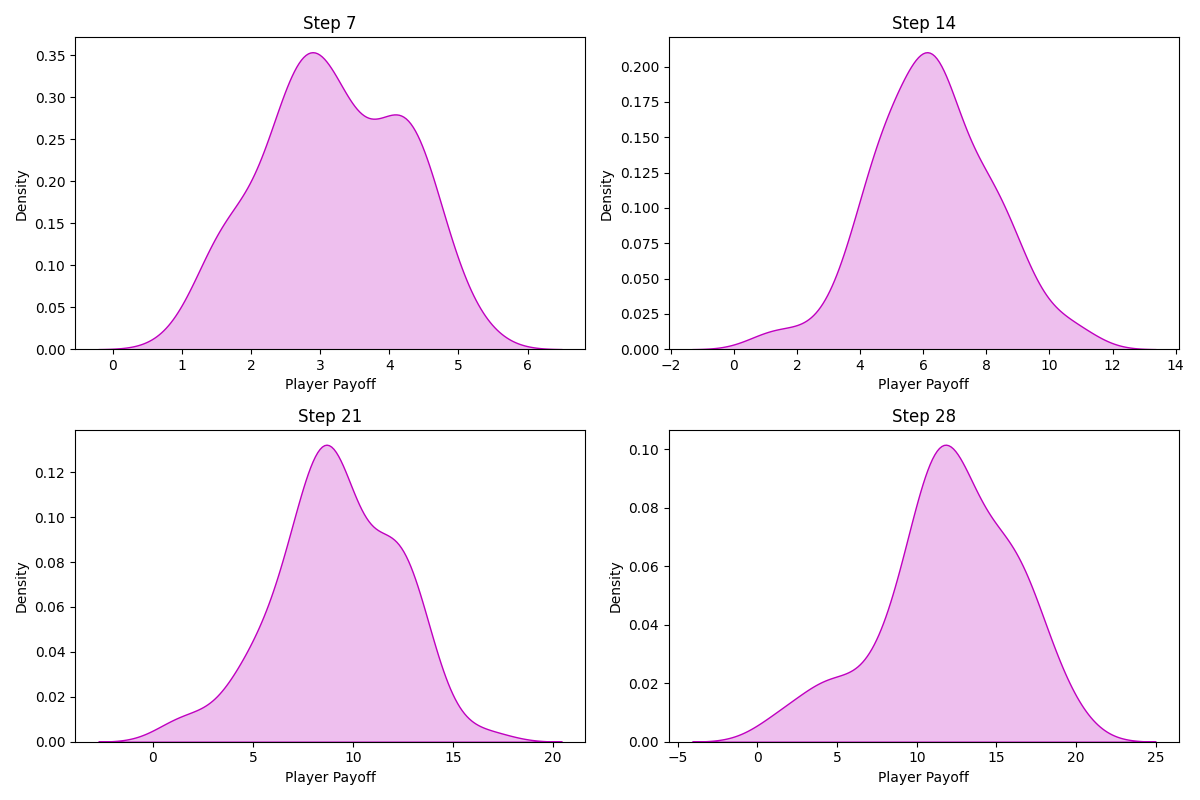 Step 7
Density
0.35
0.30
0.25
0.20
0.15
0.10
0.05
0.00
0 1 2 3 4 5 6
Player Payoff
Step 14
Density
0.200
0.175
0.150
0.125
0.100
0.075
0.050
0.025
0.000
−2 0 2 4 6 8 10 12 14
Player Payoff
Step 21
Density
0.12
0.10
0.08
0.06
0.04
0.02
0.00
0 5 10 15 20
Player Payoff
Step 28
Density
0.10
0.08
0.06
0.04
0.02
0.00
−5 0 5 10 15 20 25
Player Payoff